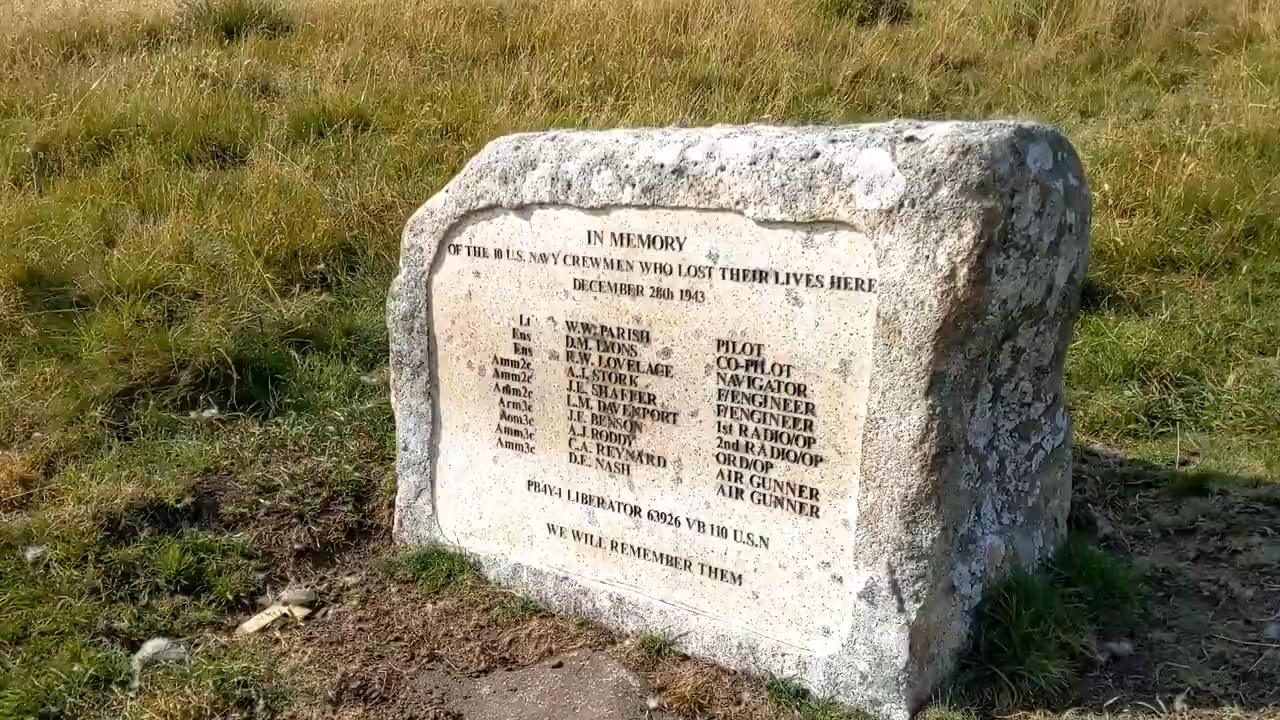 IN MEMORY
OF THE 10 U.S. NAVY CREWMEN WHO LOST THEIR LIVES HERE
DECEMBER 28th 1943
Lt W.W. PARISH PILOT
Ens D.M. LYONS CO-PILOT
Ens R.W. LOVELACE NAVIGATOR
Amm2c A.J. STORK F/ENGINEER
Amm2c J.L. SHAFFER F/ENGINEER
Arm2c L.M. DAVENPORT 1st RADIO/OP
Arm3c J.F. BENSON 2nd RADIO/OP
Aom3c A.J. RODDY ORD/OP
Amm3c C.A. REYNARD AIR GUNNER
Amm3c D.E. NASH AIR GUNNER
PB4Y-1 LIBERATOR 63926 VB 110 U.S.N
WE WILL REMEMBER THEM